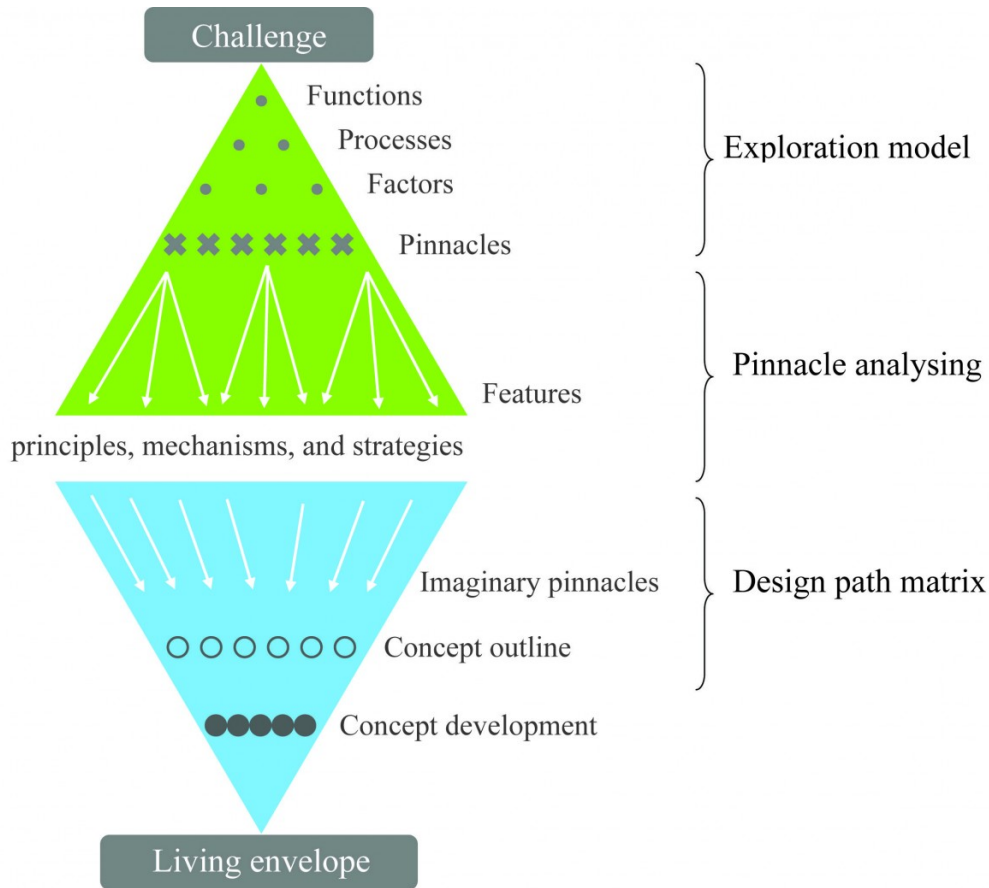 Challenge
Functions
Processes
Exploration model
Factors
Pinnacles
Pinnacle analysing
Features
principles, mechanisms, and strategies
Imaginary pinnacles
Design path matrix
Concept outline
Concept development
Living envelope